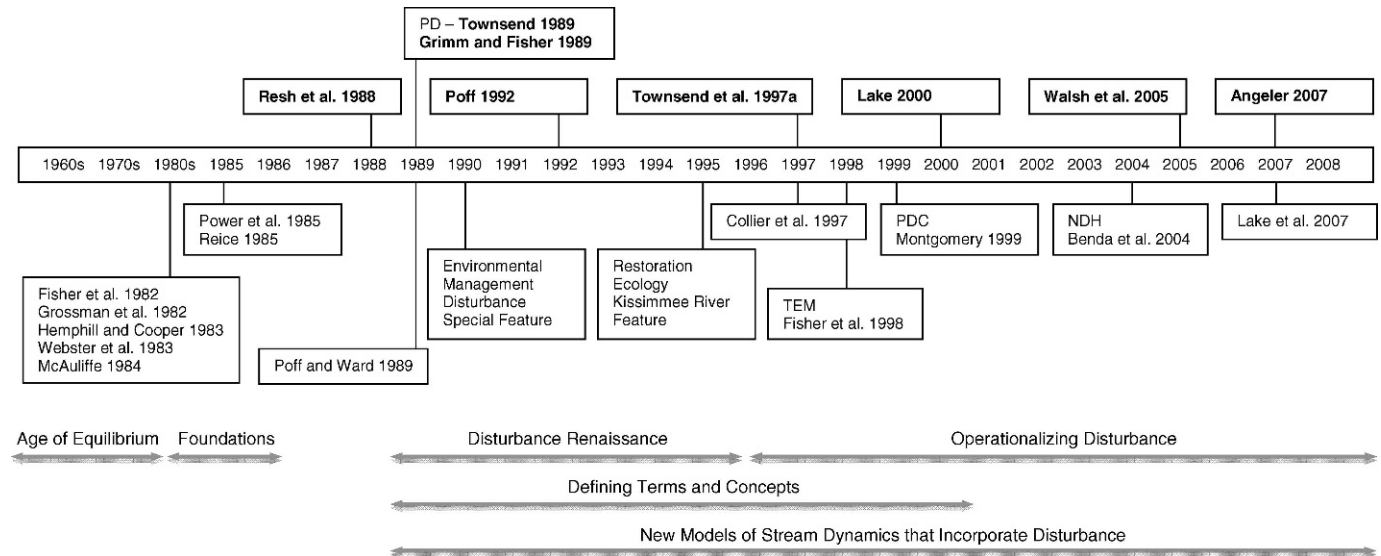 PD – Townsend 1989
Grimm and Fisher 1989
Resh et al. 1988
Poff 1992
Townsend et al. 1997a
Lake 2000
Walsh et al. 2005
Angeler 2007
1960s 1970s 1980s 1985 1986 1987 1988 1989 1990 1991 1992 1993 1994 1995 1996 1997 1998 1999 2000 2001 2002 2003 2004 2005 2006 2007 2008
Power et al. 1985
Reice 1985
Collier et al. 1997
PDC
Montgomery 1999
NDH
Benda et al. 2004
Lake et al. 2007
Environmental
Management
Disturbance
Special Feature
Restoration
Ecology
Kissimmee River
Feature
Fisher et al. 1982
Grossman et al. 1982
Hemphill and Cooper 1983
Webster et al. 1983
McAuliffe 1984
TEM
Fisher et al. 1998
Poff and Ward 1989
Age of Equilibrium
Foundations
Disturbance Renaissance
Operationalizing Disturbance
Defining Terms and Concepts
New Models of Stream Dynamics that Incorporate Disturbance